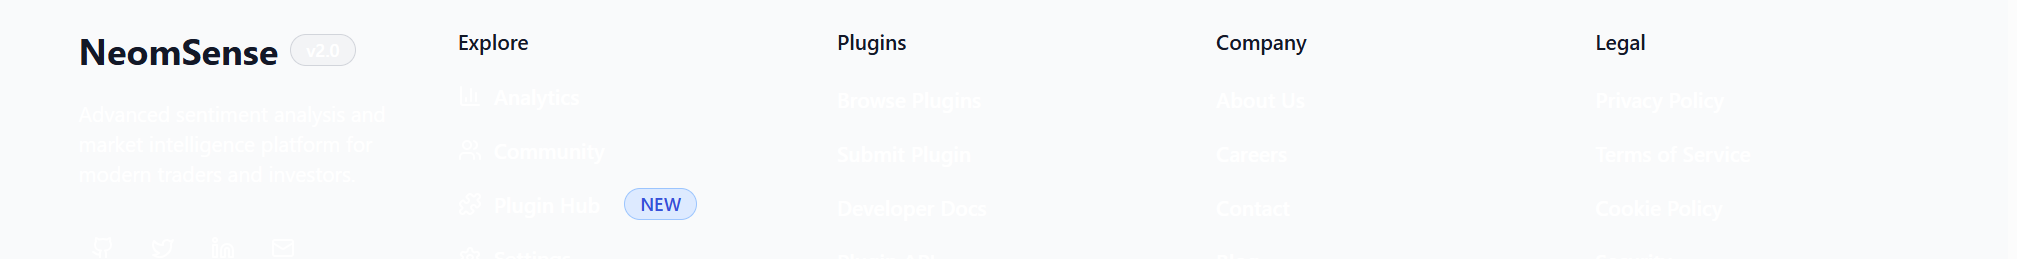 NeomSense v2.0
Advanced sentiment analysis and
market intelligence platform for
modern traders and investors.
Explore
Analytics
Community
Plugin Hub NEW
Settings
Plugins
Browse Plugins
Submit Plugin
Developer Docs
Company
About Us
Careers
Contact
Legal
Privacy Policy
Terms of Service
Cookie Policy